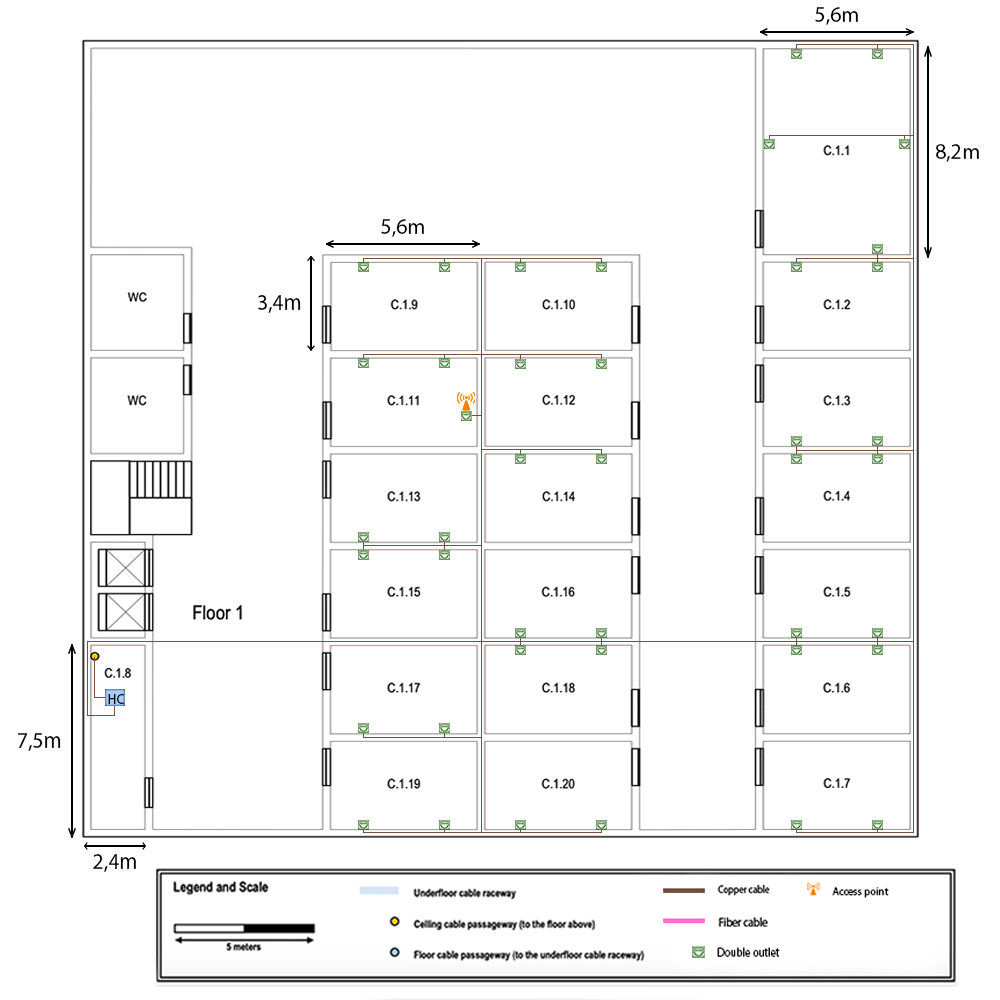 5,6m
C.1.1
8,2m
5,6m
3,4m
WC
C.1.9
C.1.10
C.1.2
WC
C.1.11
C.1.12
C.1.3
C.1.13
C.1.14
C.1.4
Floor 1
C.1.15
C.1.16
C.1.5
C.1.8
HC
C.1.17
C.1.18
C.1.6
7,5m
C.1.19
C.1.20
C.1.7
2,4m
Legend and Scale
5 meters
Underfloor cable raceway
Celling cable passageway (to the floor above)
Floor cable passageway (to the underfloor cable raceway)
Copper cable
Fiber cable
Double outlet
Access point